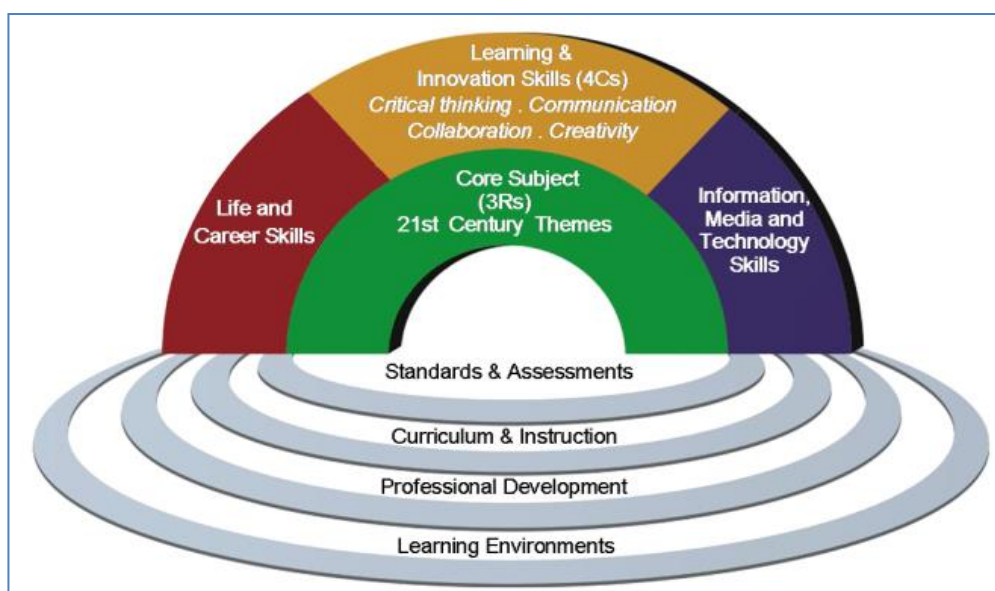 Learning &
Innovation Skills (4Cs)
Critical thinking . Communication
Collaboration . Creativity
Core Subject
(3Rs)
21st Century Themes
Life and
Career Skills
Information,
Media and
Technology
Skills
Standards & Assessments
Curriculum & Instruction
Professional Development
Learning Environments